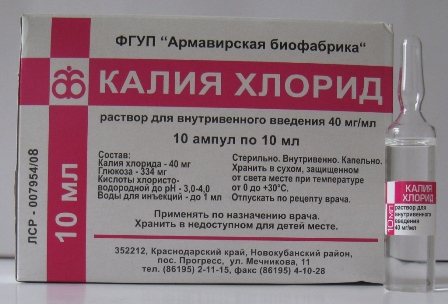 ФГУП "Армавирская биофабрика"
КАЛИЯ ХЛОРИД
раствор для внутривенного введения 40 мг/мл
10 ампул по 10 мл
Состав:
Калия хлорида - 40 мг
Глюкоза - 334 мг
Кислоты хлористо-
водородной до рН - 3,0-4,0
Воды для инъекций - до 1 мл
Стерильно. Внутривенно. Капельно.
Хранить в сухом, защищенном
от света месте при температуре
от 0 до +30°С.
Отпускать по рецепту врача.
Применять по назначению врача.
Хранить в недоступном для детей месте.
352212, Краснодарский край, Новокубанский район,
пос. Прогресс, ул. Мечникова, 11
тел. (86195) 2-11-15, факс (86195) 4-10-28
ЛСР - 007954/08
10 мл
КАЛИЯ
ХЛОРИД
раствор для
внутривенного
введения
40 мг/мл
10 мл